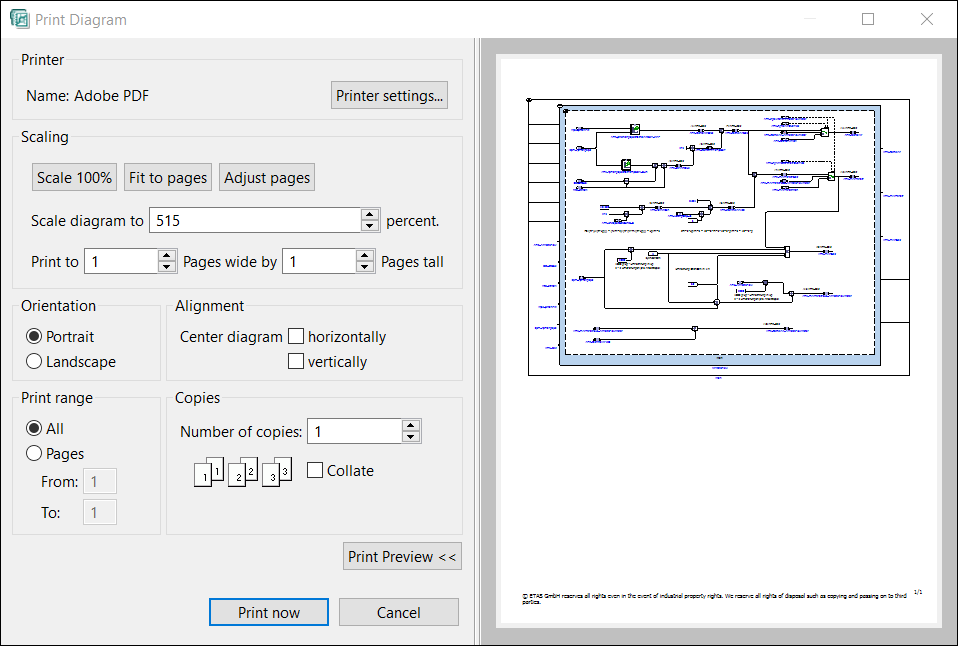 Print Diagram
Printer
Name: Adobe PDF
Printer settings...
Scaling
Scale 100%
Fit to pages
Adjust pages
Scale diagram to 515 percent.
Print to 1 Pages wide by 1 Pages tall
Orientation
Portrait
Landscape
Alignment
Center diagram horizontally
vertically
Print range
All
Pages
From: 1
To: 1
Copies
Number of copies: 1
1 1 2 2 3 3
Collate
Print Preview <<
Print now
Cancel
© ETAS GmbH reserves all rights even in the event of industrial property rights. We reserve all rights of disposal such as copying and passing on to third
parties.
1/1